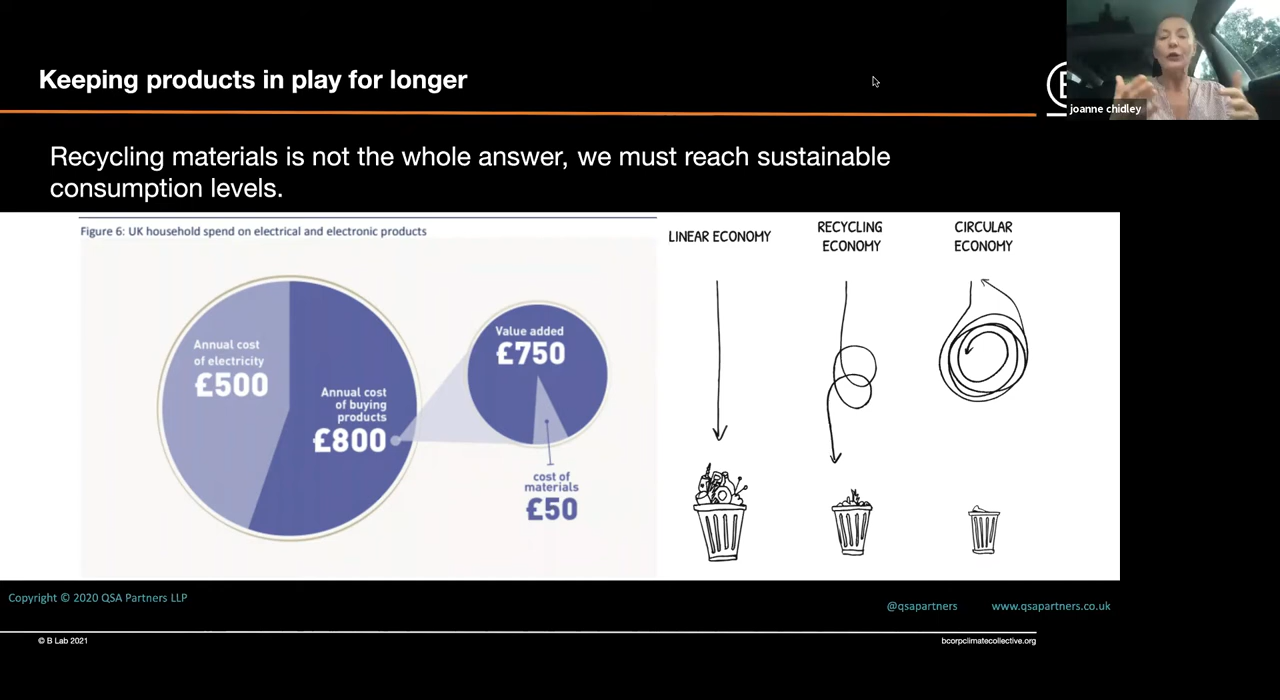 Keeping products in play for longer
joanne chidley
Recycling materials is not the whole answer, we must reach sustainable
consumption levels.
Figure 6: UK household spend on electrical and electronic products
Annual cost
of electricity
£500
Annual cost
of buying
products
£800
Value added
£750
cost of
materials
£50
LINEAR ECONOMY
RECYCLING
ECONOMY
CIRCULAR
ECONOMY
Copyright © 2020 QSA Partners LLP
@qsapartners
www.qsapartners.co.uk
© B Lab 2021
bcorpclimatecollective.org